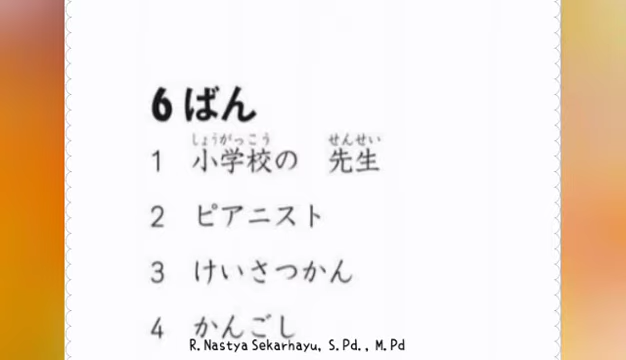 6 ばん
しょうがっこう せんせい
1 小学校の 先生
2 ピアニスト
3 けいさつかん
4 かんごし
R. Nastya Sekarhayu, S. Pd., M. Pd